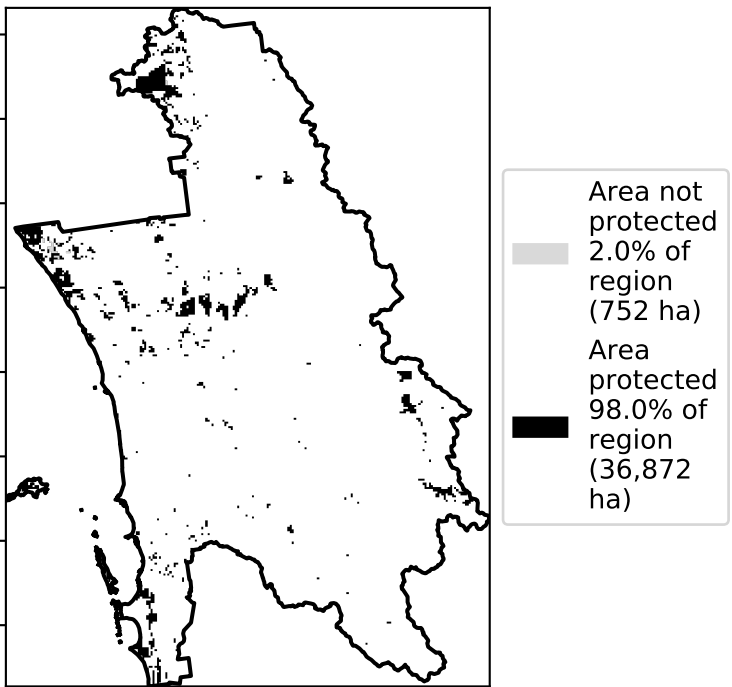 Area not
protected
2.0% of
region
(752 ha)
Area
protected
98.0% of
region
(36,872
ha)